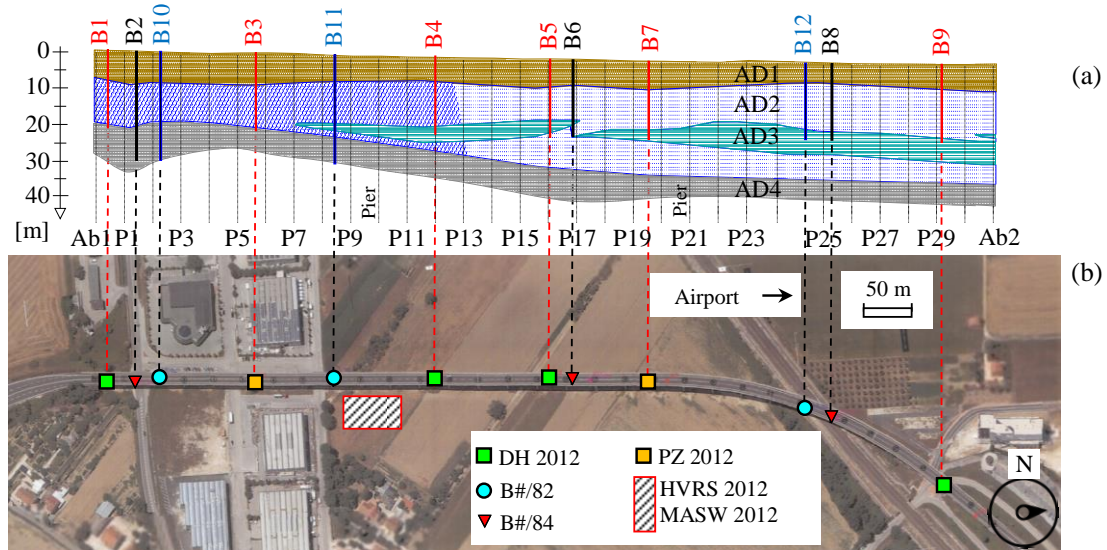 B1 B2 B10 B3 B11 B4 B5 B6 B7 B12 B8 B9
0
10
20
30
40
[m]
AD1
AD2
AD3
AD4
(a)
Pier Pier
Ab1 P1 P3 P5 P7 P9 P11 P13 P15 P17 P19 P21 P23 P25 P27 P29 Ab2
(b)
Airport
50 m
DH 2012
B#/82
B#/84
PZ 2012
HVRS 2012
MASW 2012
N